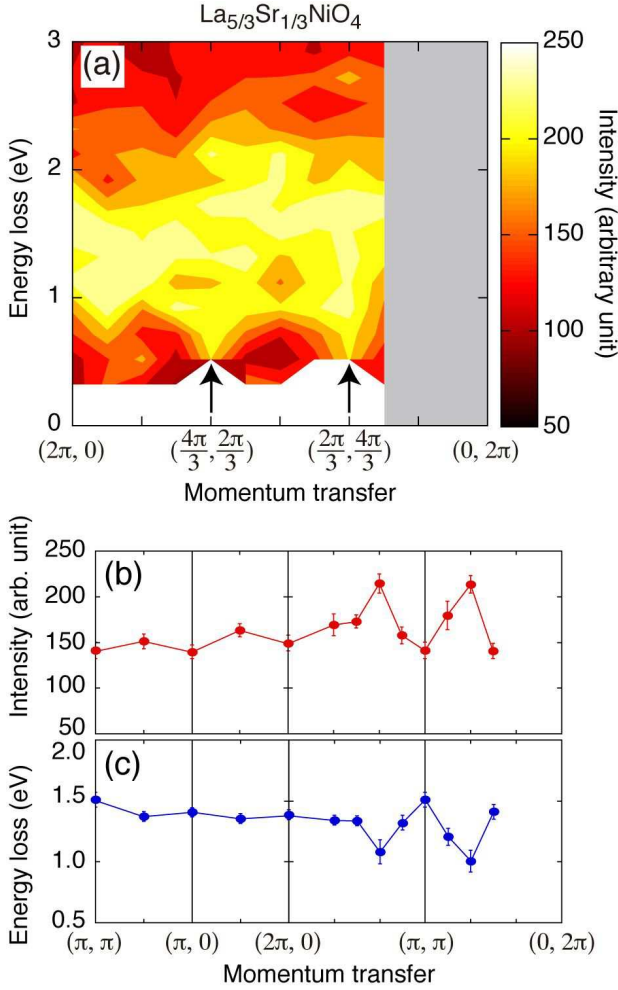 La5/3Sr1/3NiO4
(a)
3
2
1
0
Energy loss (eV)
(2π, 0)
(4π/3, 2π/3)
(2π/3, 4π/3)
(0, 2π)
Momentum transfer
250
200
150
100
50
Intensity (arbitrary unit)
(b)
250
200
150
100
50
Intensity (arb. unit)
(c)
2.0
1.5
1.0
0.5
Energy loss (eV)
(π, π)
(π, 0)
(2π, 0)
(π, π)
(0, 2π)
Momentum transfer